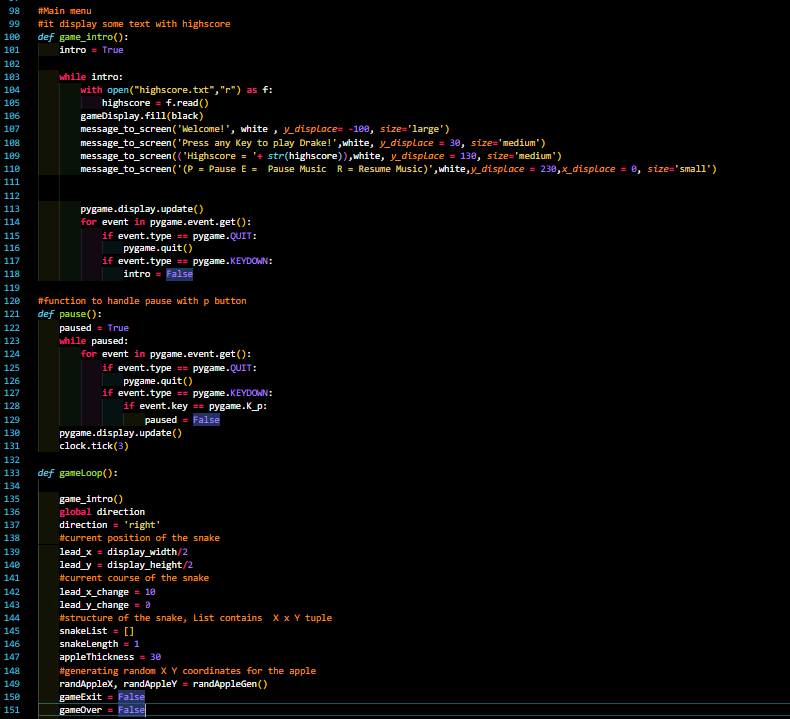 98 #Main menu
99 #it display some text with highscore
100 def game_intro():
101 intro = True
102
103 while intro:
104 with open("highscore.txt","r") as f:
105 highscore = f.read()
106 gameDisplay.fill(black)
107 message_to_screen('Welcome!', white , y_displace= -100, size='large')
108 message_to_screen('Press any Key to play Drake!',white, y_displace = 30, size='medium')
109 message_to_screen(('Highscore = '+ str(highscore)),white, y_displace = 130, size='medium')
110 message_to_screen('(P = Pause E =  Pause Music  R = Resume Music)',white,y_displace = 230,x_displace = 0, size='small')
111
112
113 pygame.display.update()
114 for event in pygame.event.get():
115 if event.type == pygame.QUIT:
116 pygame.quit()
117 if event.type == pygame.KEYDOWN:
118 intro = False
119
120 #function to handle pause with p button
121 def pause():
122 paused = True
123 while paused:
124 for event in pygame.event.get():
125 if event.type == pygame.QUIT:
126 pygame.quit()
127 if event.type == pygame.KEYDOWN:
128 if event.key == pygame.K_p:
129 paused = False
130 pygame.display.update()
131 clock.tick(3)
132
133 def gameLoop():
134
135 game_intro()
136 global direction
137 direction = 'right'
138 #current position of the snake
139 lead_x = display_width/2
140 lead_y = display_height/2
141 #current course of the snake
142 lead_x_change = 10
143 lead_y_change = 0
144 #structure of the snake, List contains  X x Y tuple
145 snakeList = []
146 snakeLength = 1
147 appleThickness = 30
148 #generating random X Y coordinates for the apple
149 randAppleX, randAppleY = randAppleGen()
150 gameExit = False
151 gameOver = False